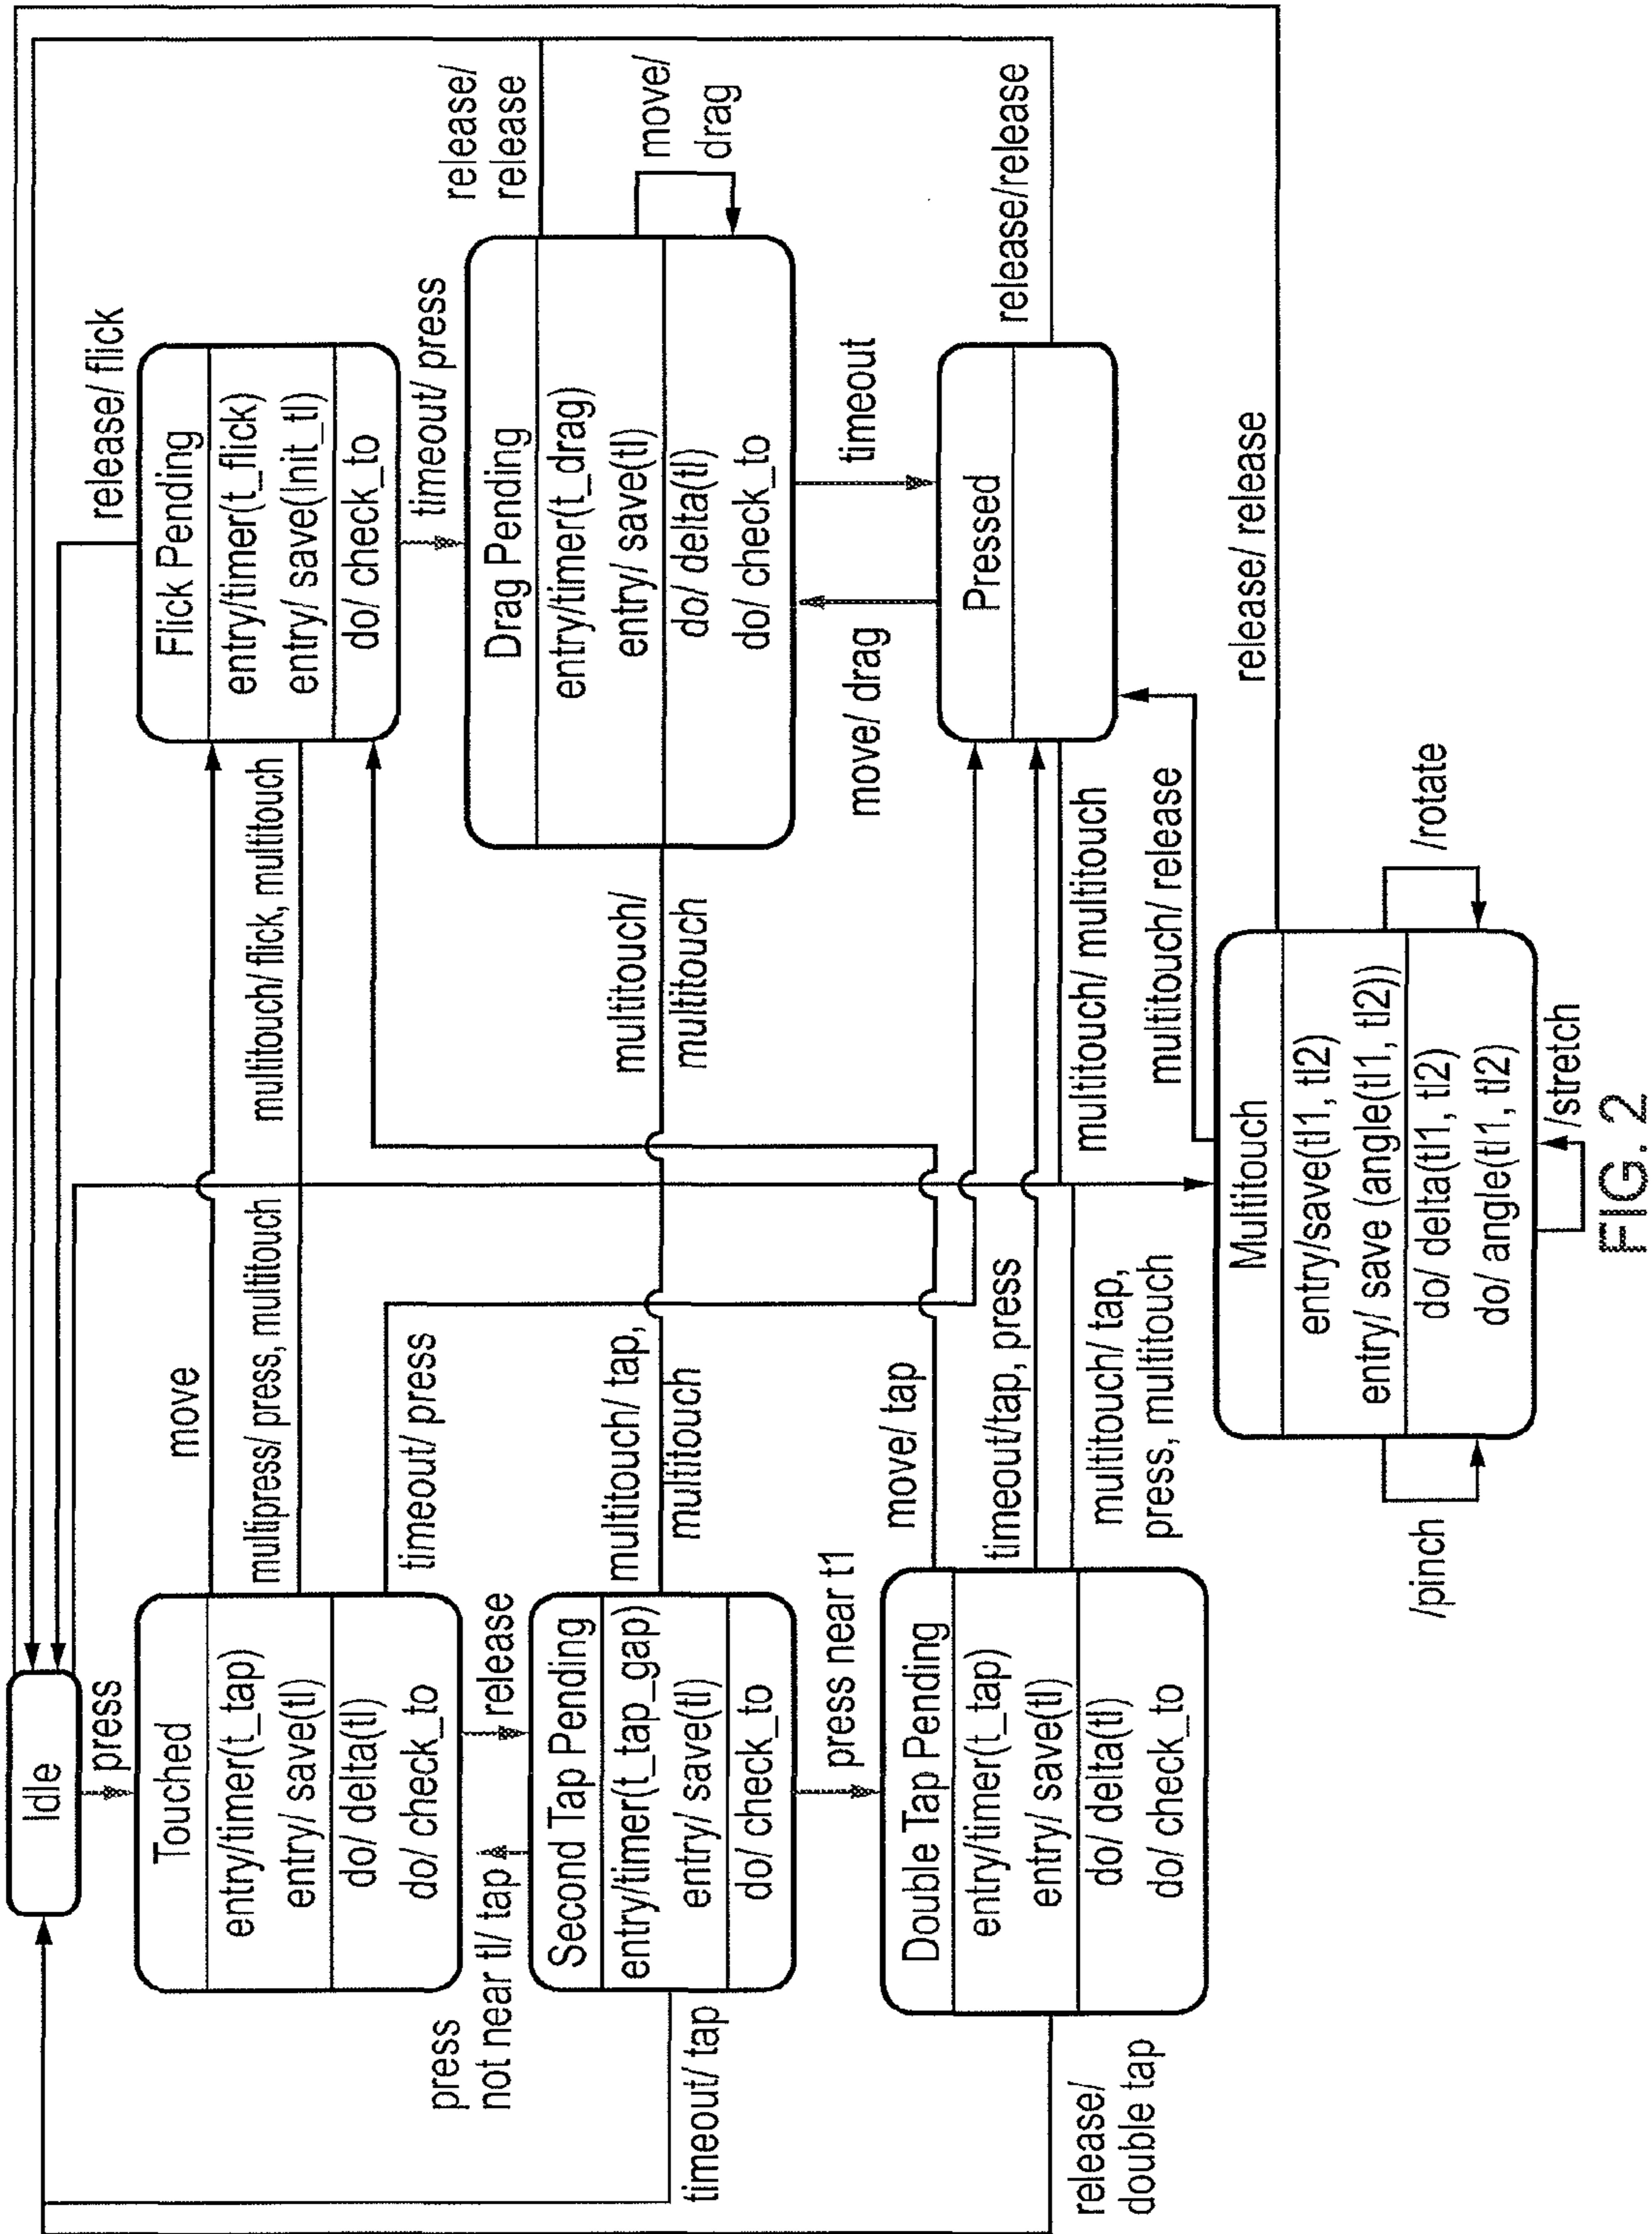 Idle
press
Touched
entry/timer(t_tap)
entry/ save(tl)
do/ delta(tl)
do/ check_to
press
not near tl/ tap
release
Second Tap Pending
entry/timer(t_tap_gap)
entry/ save(tl)
do/ check_to
timeout/ tap
press near t1
Double Tap Pending
entry/timer(t_tap)
entry/ save(tl)
do/ delta(tl)
do/ check_to
release/
double tap
move
multipress/ press, multitouch
timeout/ press
multitouch/ tap,
multitouch
move/ tap
timeout/tap, press
multitouch/ tap,
press, multitouch
multitouch/ flick, multitouch
multitouch/
multitouch
multitouch/ multitouch
multitouch/ release
release/ flick
Flick Pending
entry/timer(t_flick)
entry/ save(Init_tl)
do/ check_to
timeout/ press
Drag Pending
entry/timer(t_drag)
entry/ save(tl)
do/ delta(tl)
do/ check_to
release/
release
move/
drag
move/ drag
timeout
Pressed
release/release
release/ release
Multitouch
entry/save(tl1, tl2)
entry/ save (angle(tl1, tl2))
do/ delta(tl1, tl2)
do/ angle(tl1, tl2)
/pinch
/stretch
/rotate
FIG. 2